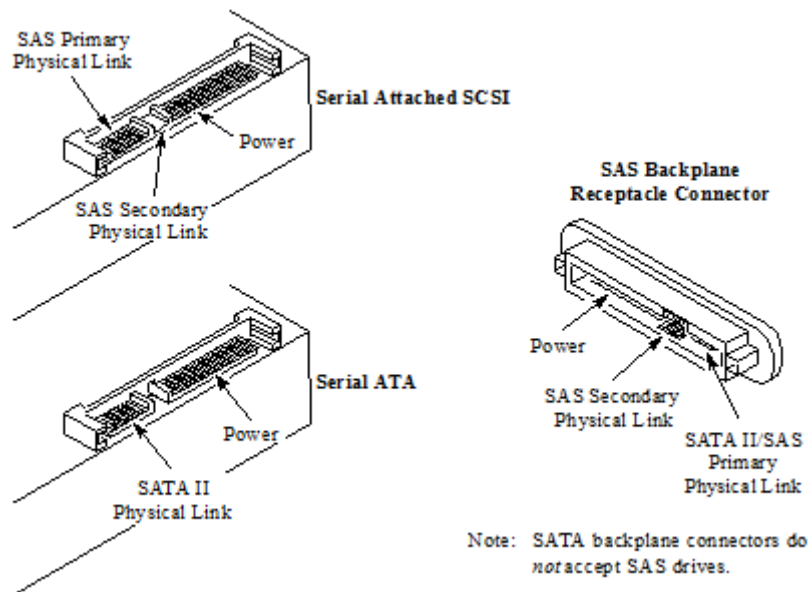 SAS Primary
Physical Link
Serial Attached SCSI
Power
SAS Secondary
Physical Link
SAS Backplane
Receptacle Connector
Power
SAS Secondary
Physical Link
SATA II/SAS
Primary
Physical Link
Serial ATA
Power
SATA II
Physical Link
Note: SATA backplane connectors do
not accept SAS drives.